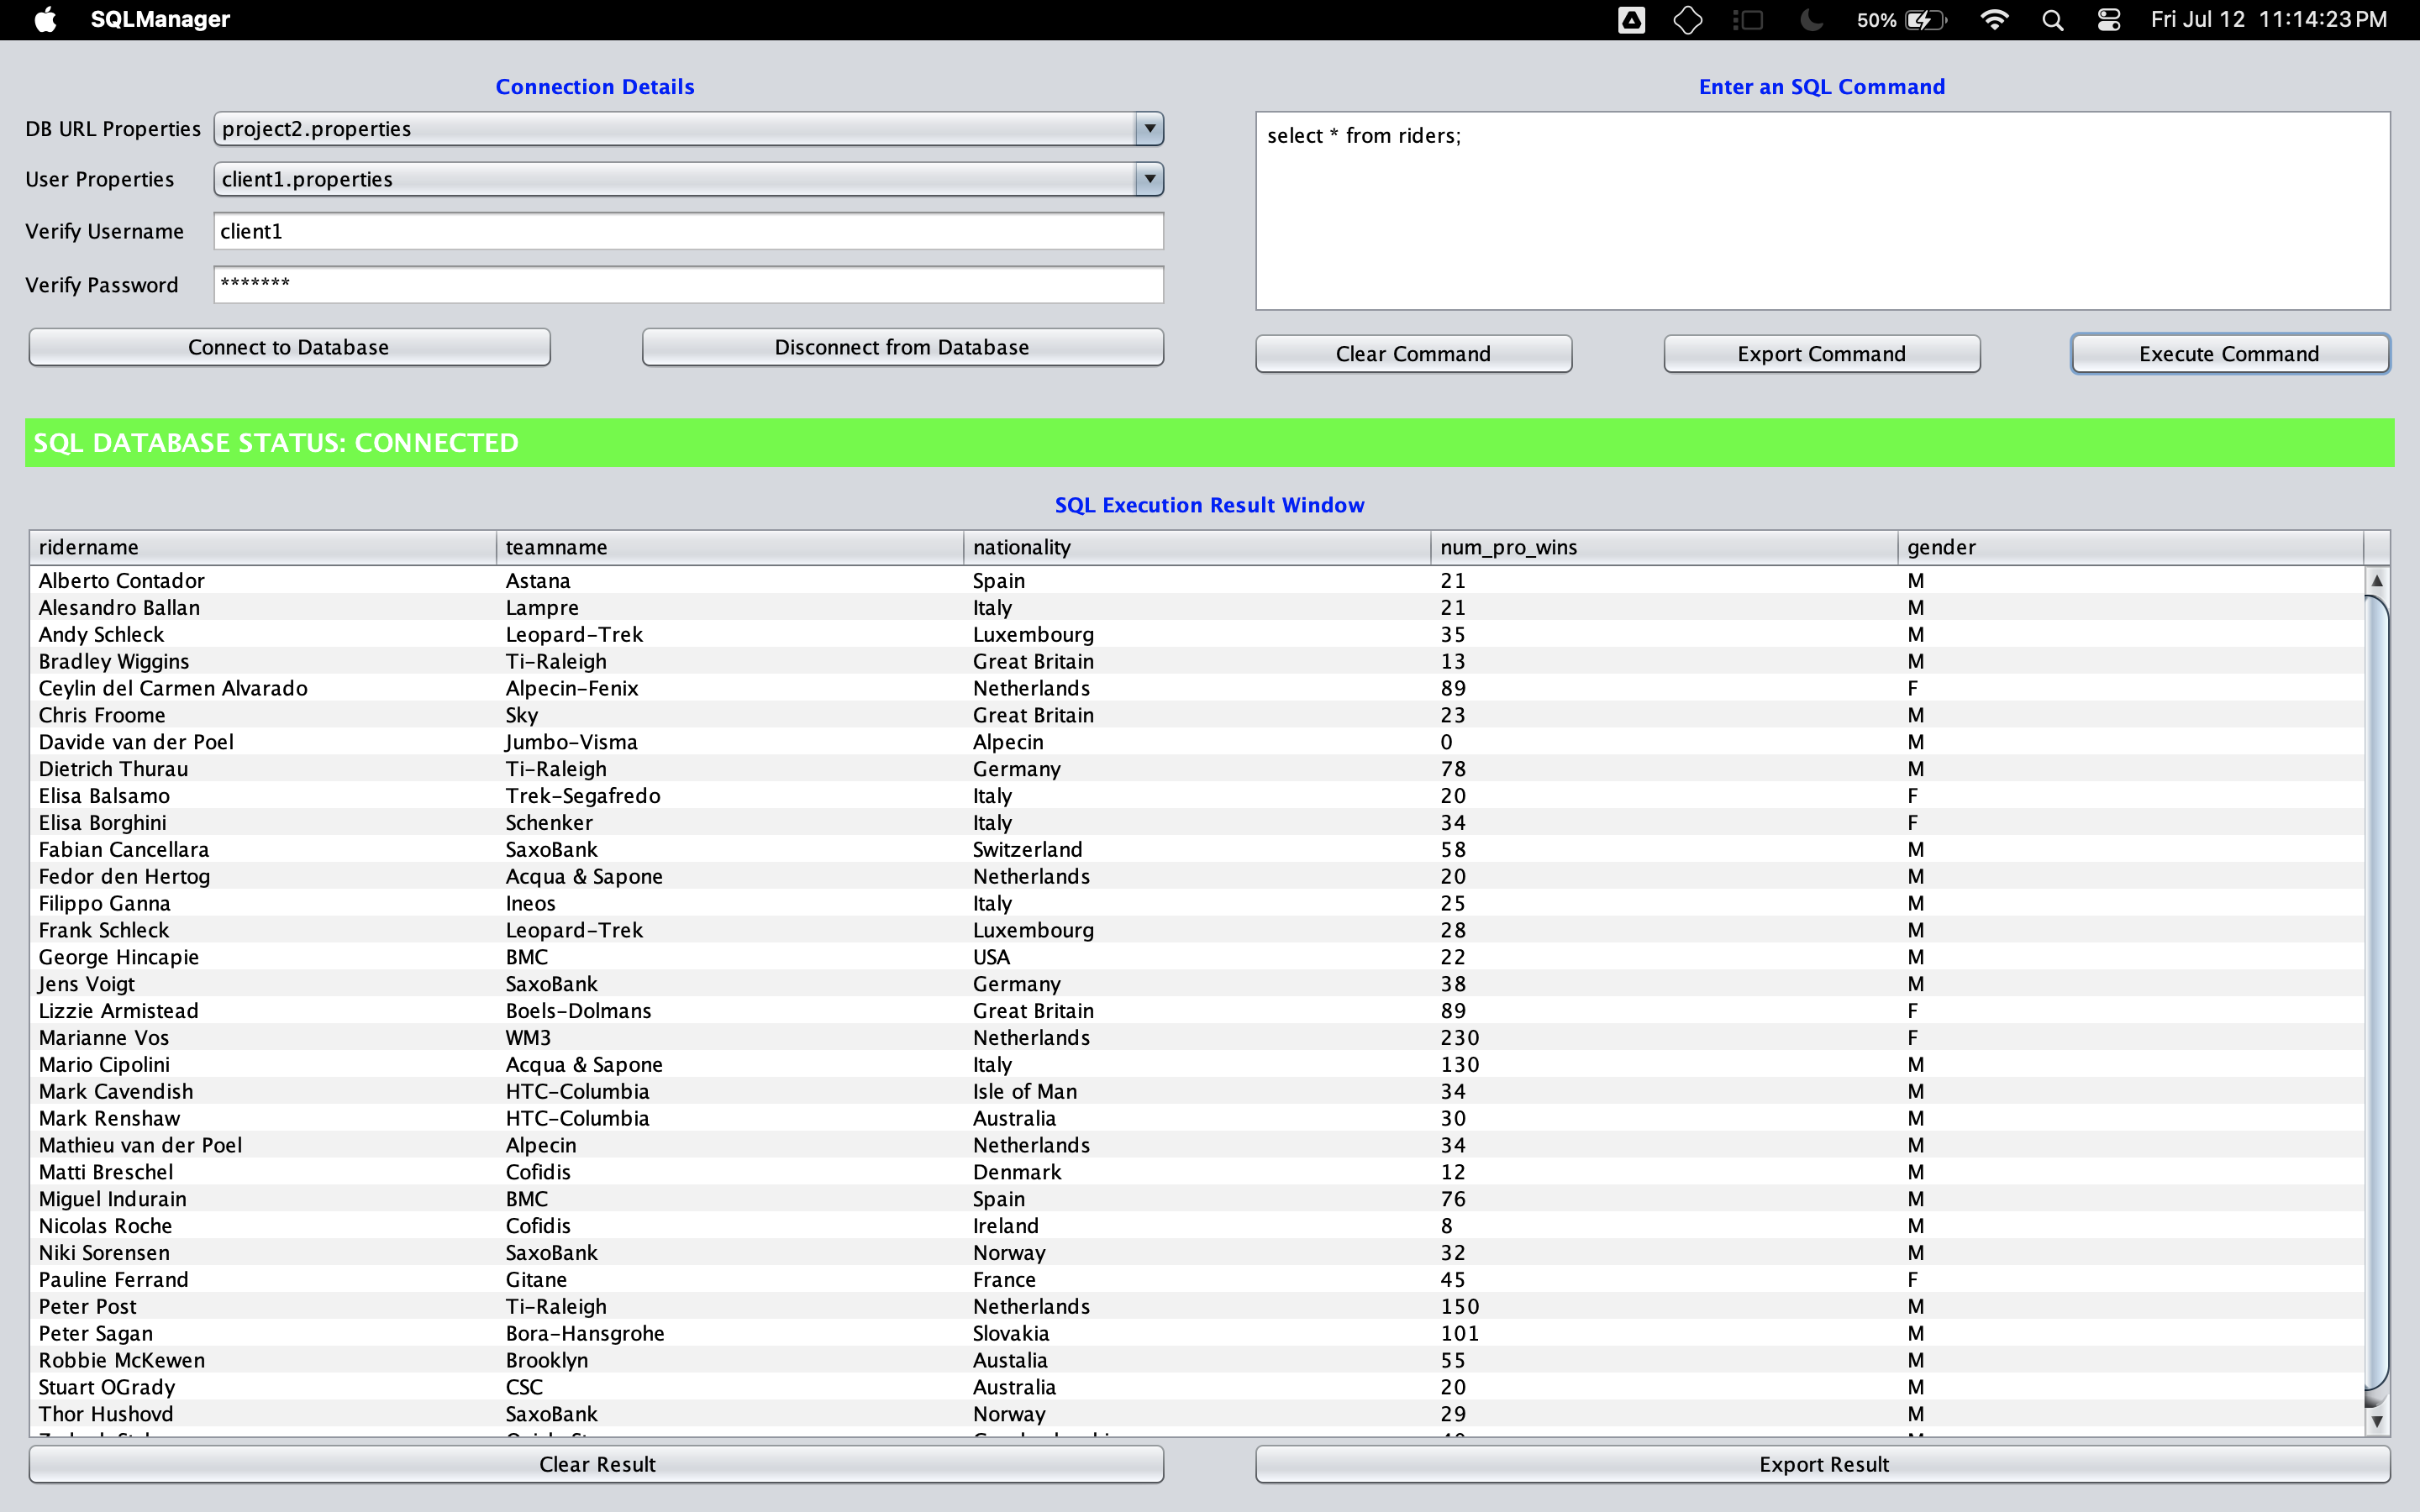 SQLManager 50% Fri Jul 12 11:14:23 PM
Connection Details
DB URL Properties project2.properties
User Properties client1.properties
Verify Username client1
Verify Password *******
Connect to Database Disconnect from Database
Enter an SQL Command
select * from riders;
Clear Command Export Command Execute Command
SQL DATABASE STATUS: CONNECTED
SQL Execution Result Window
ridername teamname nationality num_pro_wins gender
Alberto Contador Astana Spain 21 M
Alesandro Ballan Lampre Italy 21 M
Andy Schleck Leopard-Trek Luxembourg 35 M
Bradley Wiggins Ti-Raleigh Great Britain 13 M
Ceylin del Carmen Alvarado Alpecin-Fenix Netherlands 89 F
Chris Froome Sky Great Britain 23 M
Davide van der Poel Jumbo-Visma Alpecin 0 M
Dietrich Thurau Ti-Raleigh Germany 78 M
Elisa Balsamo Trek-Segafredo Italy 20 F
Elisa Borghini Schenker Italy 34 F
Fabian Cancellara SaxoBank Switzerland 58 M
Fedor den Hertog Acqua & Sapone Netherlands 20 M
Filippo Ganna Ineos Italy 25 M
Frank Schleck Leopard-Trek Luxembourg 28 M
George Hincapie BMC USA 22 M
Jens Voigt SaxoBank Germany 38 M
Lizzie Armistead Boels-Dolmans Great Britain 89 F
Marianne Vos WM3 Netherlands 230 F
Mario Cipolini Acqua & Sapone Italy 130 M
Mark Cavendish HTC-Columbia Isle of Man 34 M
Mark Renshaw HTC-Columbia Australia 30 M
Mathieu van der Poel Alpecin Netherlands 34 M
Matti Breschel Cofidis Denmark 12 M
Miguel Indurain BMC Spain 76 M
Nicolas Roche Cofidis Ireland 8 M
Niki Sorensen SaxoBank Norway 32 M
Pauline Ferrand Gitane France 45 F
Peter Post Ti-Raleigh Netherlands 150 M
Peter Sagan Bora-Hansgrohe Slovakia 101 M
Robbie McKewen Brooklyn Austalia 55 M
Stuart OGrady CSC Australia 20 M
Thor Hushovd SaxoBank Norway 29 M
Clear Result Export Result